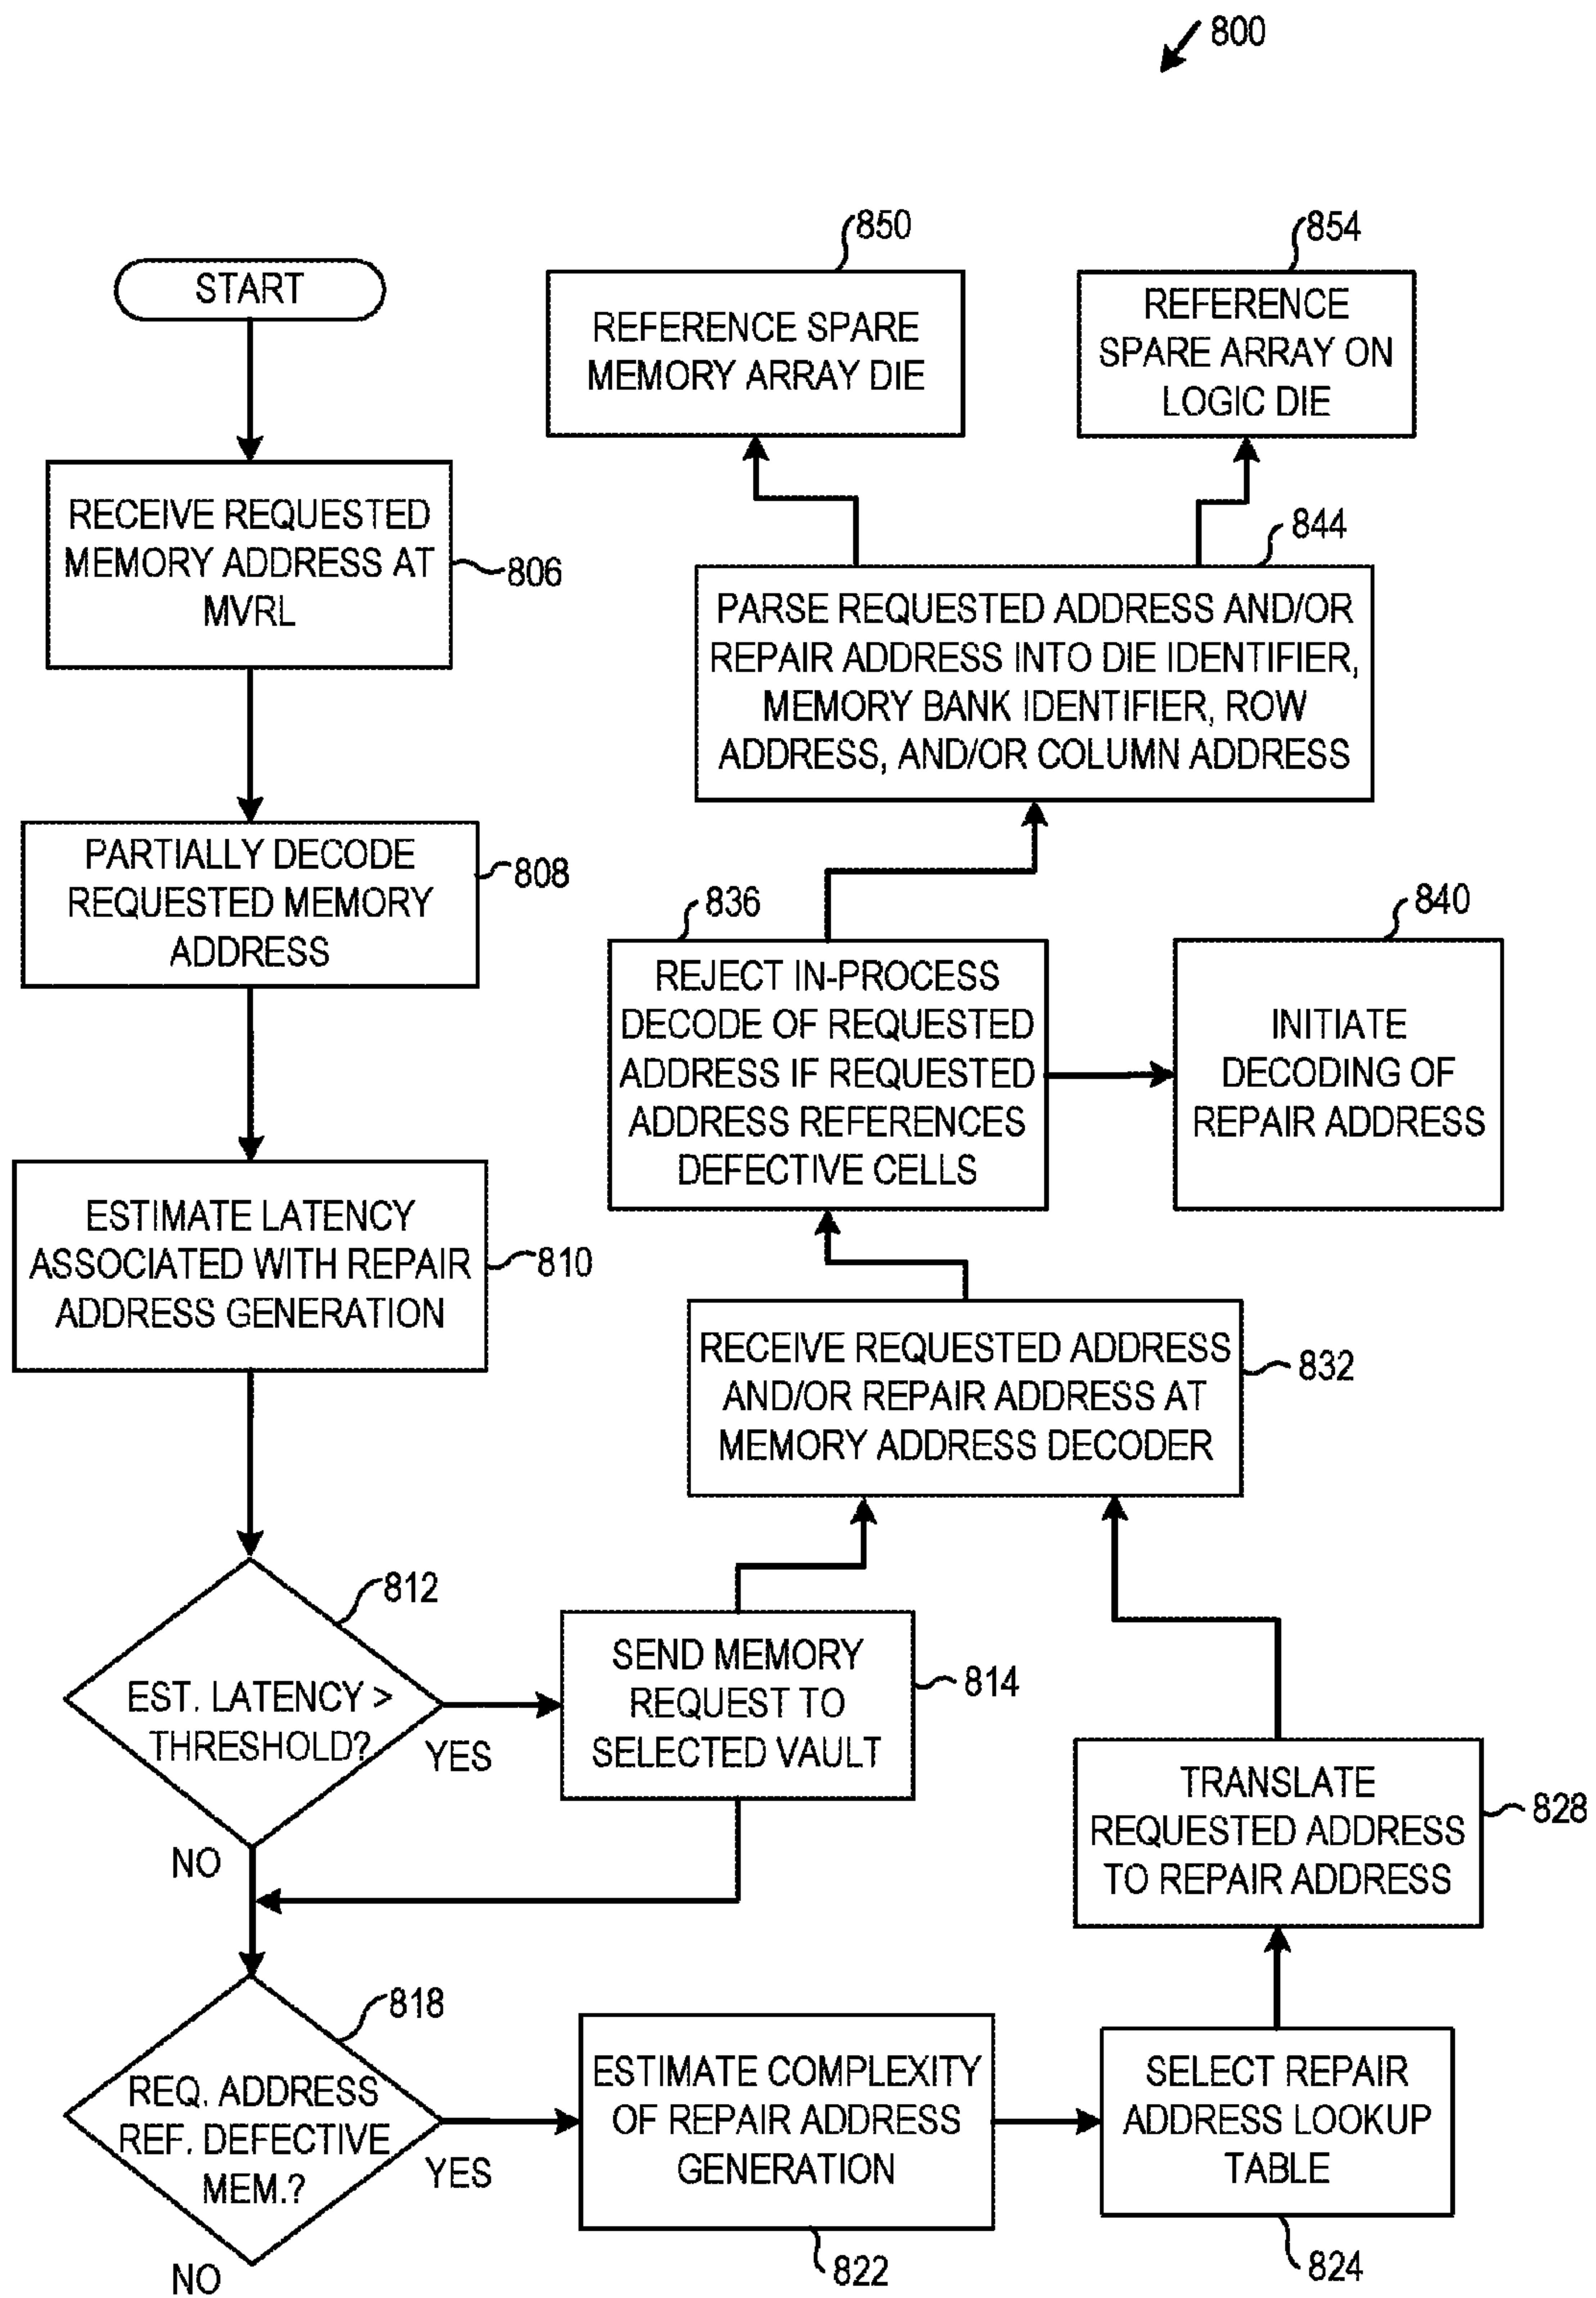 800
START
RECEIVE REQUESTED
MEMORY ADDRESS AT
MVRL
806
PARTIALLY DECODE
REQUESTED MEMORY
ADDRESS
808
ESTIMATE LATENCY
ASSOCIATED WITH REPAIR
ADDRESS GENERATION
810
812
EST. LATENCY >
THRESHOLD?
YES
NO
SEND MEMORY
REQUEST TO
SELECTED VAULT
814
818
REQ. ADDRESS
REF. DEFECTIVE
MEM.?
YES
NO
ESTIMATE COMPLEXITY
OF REPAIR ADDRESS
GENERATION
822
SELECT REPAIR
ADDRESS LOOKUP
TABLE
824
TRANSLATE
REQUESTED ADDRESS
TO REPAIR ADDRESS
828
RECEIVE REQUESTED ADDRESS
AND/OR REPAIR ADDRESS AT
MEMORY ADDRESS DECODER
832
836
REJECT IN-PROCESS
DECODE OF REQUESTED
ADDRESS IF REQUESTED
ADDRESS REFERENCES
DEFECTIVE CELLS
840
INITIATE
DECODING OF
REPAIR ADDRESS
844
PARSE REQUESTED ADDRESS AND/OR
REPAIR ADDRESS INTO DIE IDENTIFIER,
MEMORY BANK IDENTIFIER, ROW
ADDRESS, AND/OR COLUMN ADDRESS
850
REFERENCE SPARE
MEMORY ARRAY DIE
854
REFERENCE
SPARE ARRAY ON
LOGIC DIE